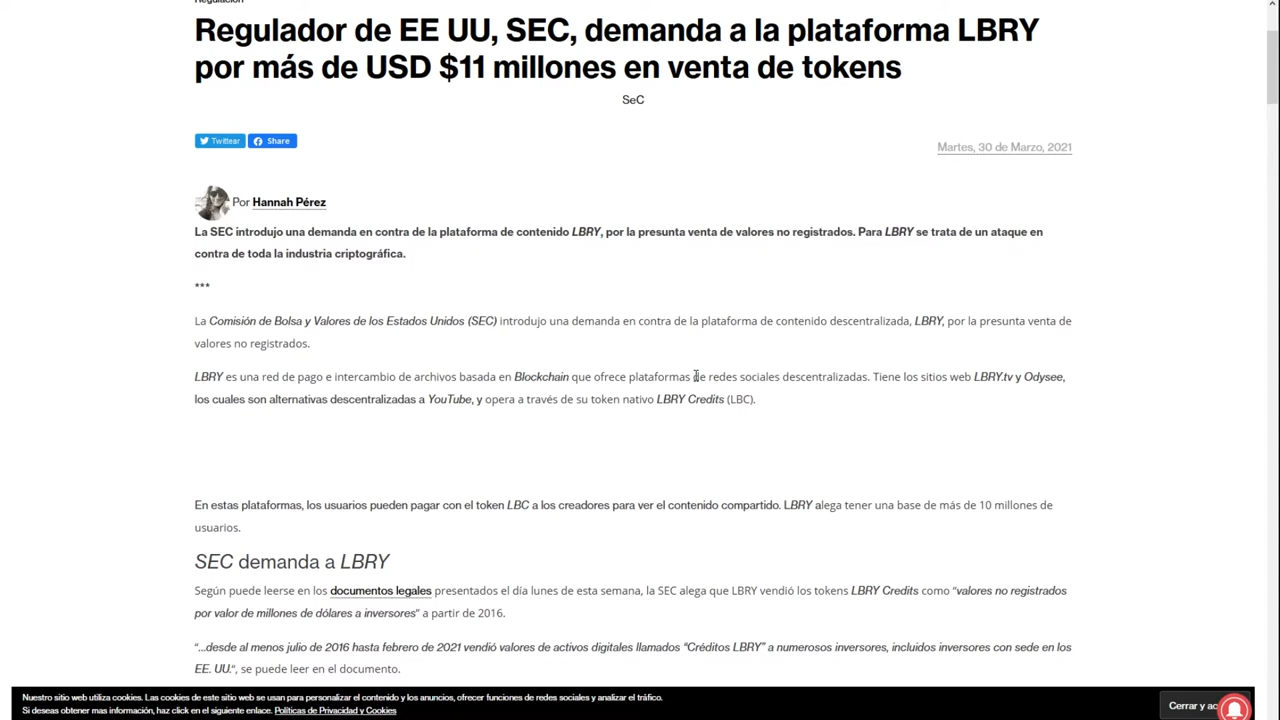 Regulación
Regulador de EE UU, SEC, demanda a la plataforma LBRY
por más de USD $11 millones en venta de tokens
SeC
Twittear Share
Martes, 30 de Marzo, 2021
Por Hannah Pérez
La SEC introdujo una demanda en contra de la plataforma de contenido LBRY, por la presunta venta de valores no registrados. Para LBRY se trata de un ataque en
contra de toda la industria criptográfica.
***
La Comisión de Bolsa y Valores de los Estados Unidos (SEC) introdujo una demanda en contra de la plataforma de contenido descentralizada, LBRY, por la presunta venta de
valores no registrados.
LBRY es una red de pago e intercambio de archivos basada en Blockchain que ofrece plataformas de redes sociales descentralizadas. Tiene los sitios web LBRY.tv y Odysee,
los cuales son alternativas descentralizadas a YouTube, y opera a través de su token nativo LBRY Credits (LBC).
En estas plataformas, los usuarios pueden pagar con el token LBC a los creadores para ver el contenido compartido. LBRY alega tener una base de más de 10 millones de
usuarios.
SEC demanda a LBRY
Según puede leerse en los documentos legales presentados el día lunes de esta semana, la SEC alega que LBRY vendió los tokens LBRY Credits como “valores no registrados
por valor de millones de dólares a inversores” a partir de 2016.
“...desde al menos julio de 2016 hasta febrero de 2021 vendió valores de activos digitales llamados “Créditos LBRY” a numerosos inversores, incluidos inversores con sede en los
EE. UU.“, se puede leer en el documento.
Nuestro sitio web utiliza cookies. Las cookies de este sitio web se usan para personalizar el contenido y los anuncios, ofrecer funciones de redes sociales y analizar el tráfico.
Si deseas obtener mas información, haz click en el siguiente enlace. Políticas de Privacidad y Cookies
Cerrar y ac